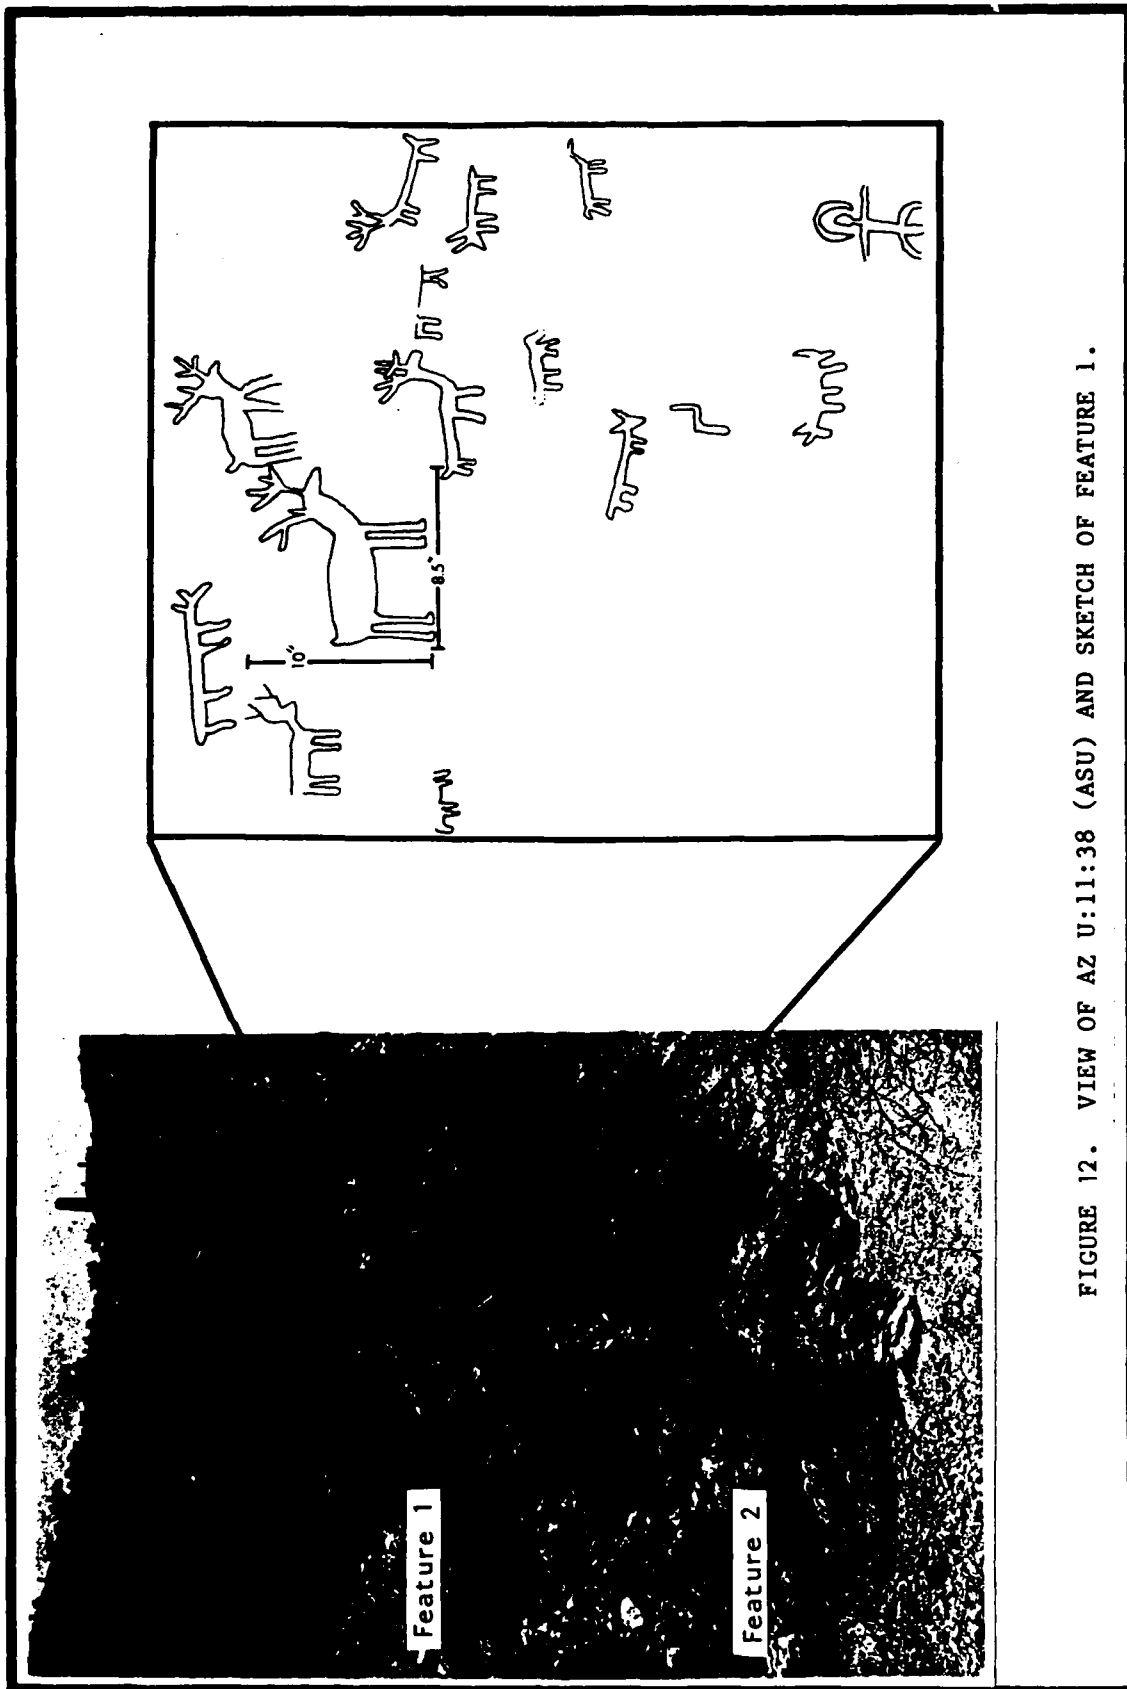 10"
8.5"
Feature 1
Feature 2
FIGURE 12. VIEW OF AZ U:11:38 (ASU) AND SKETCH OF FEATURE 1.